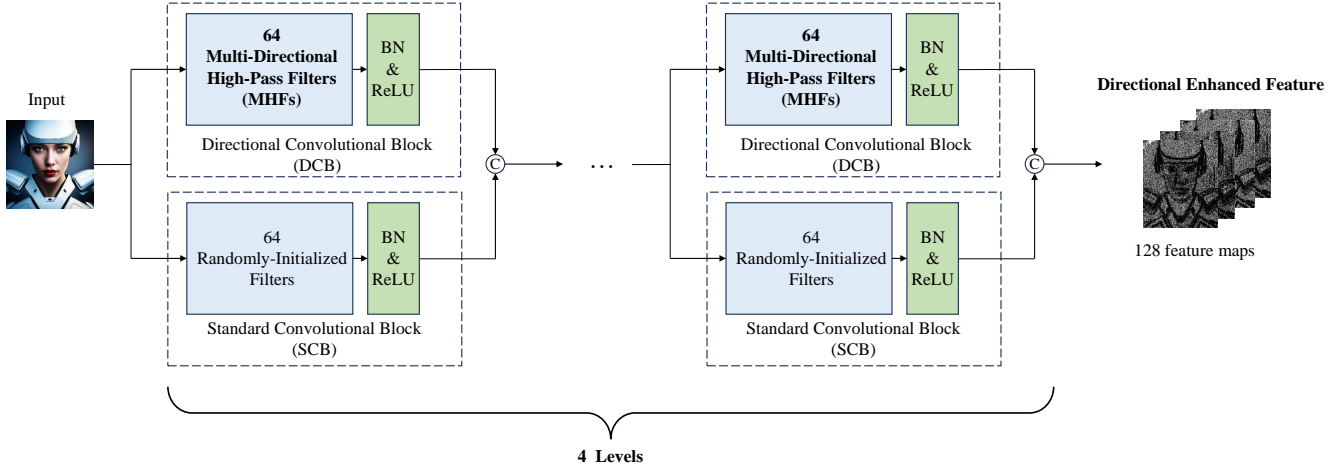 Input
64
Multi-Directional
High-Pass Filters
(MHFs)
BN
&
ReLU
Directional Convolutional Block
(DCB)
64
Randomly-Initialized
Filters
BN
&
ReLU
Standard Convolutional Block
(SCB)
C
...
64
Multi-Directional
High-Pass Filters
(MHFs)
BN
&
ReLU
Directional Convolutional Block
(DCB)
64
Randomly-Initialized
Filters
BN
&
ReLU
Standard Convolutional Block
(SCB)
C
Directional Enhanced Feature
128 feature maps
4 Levels